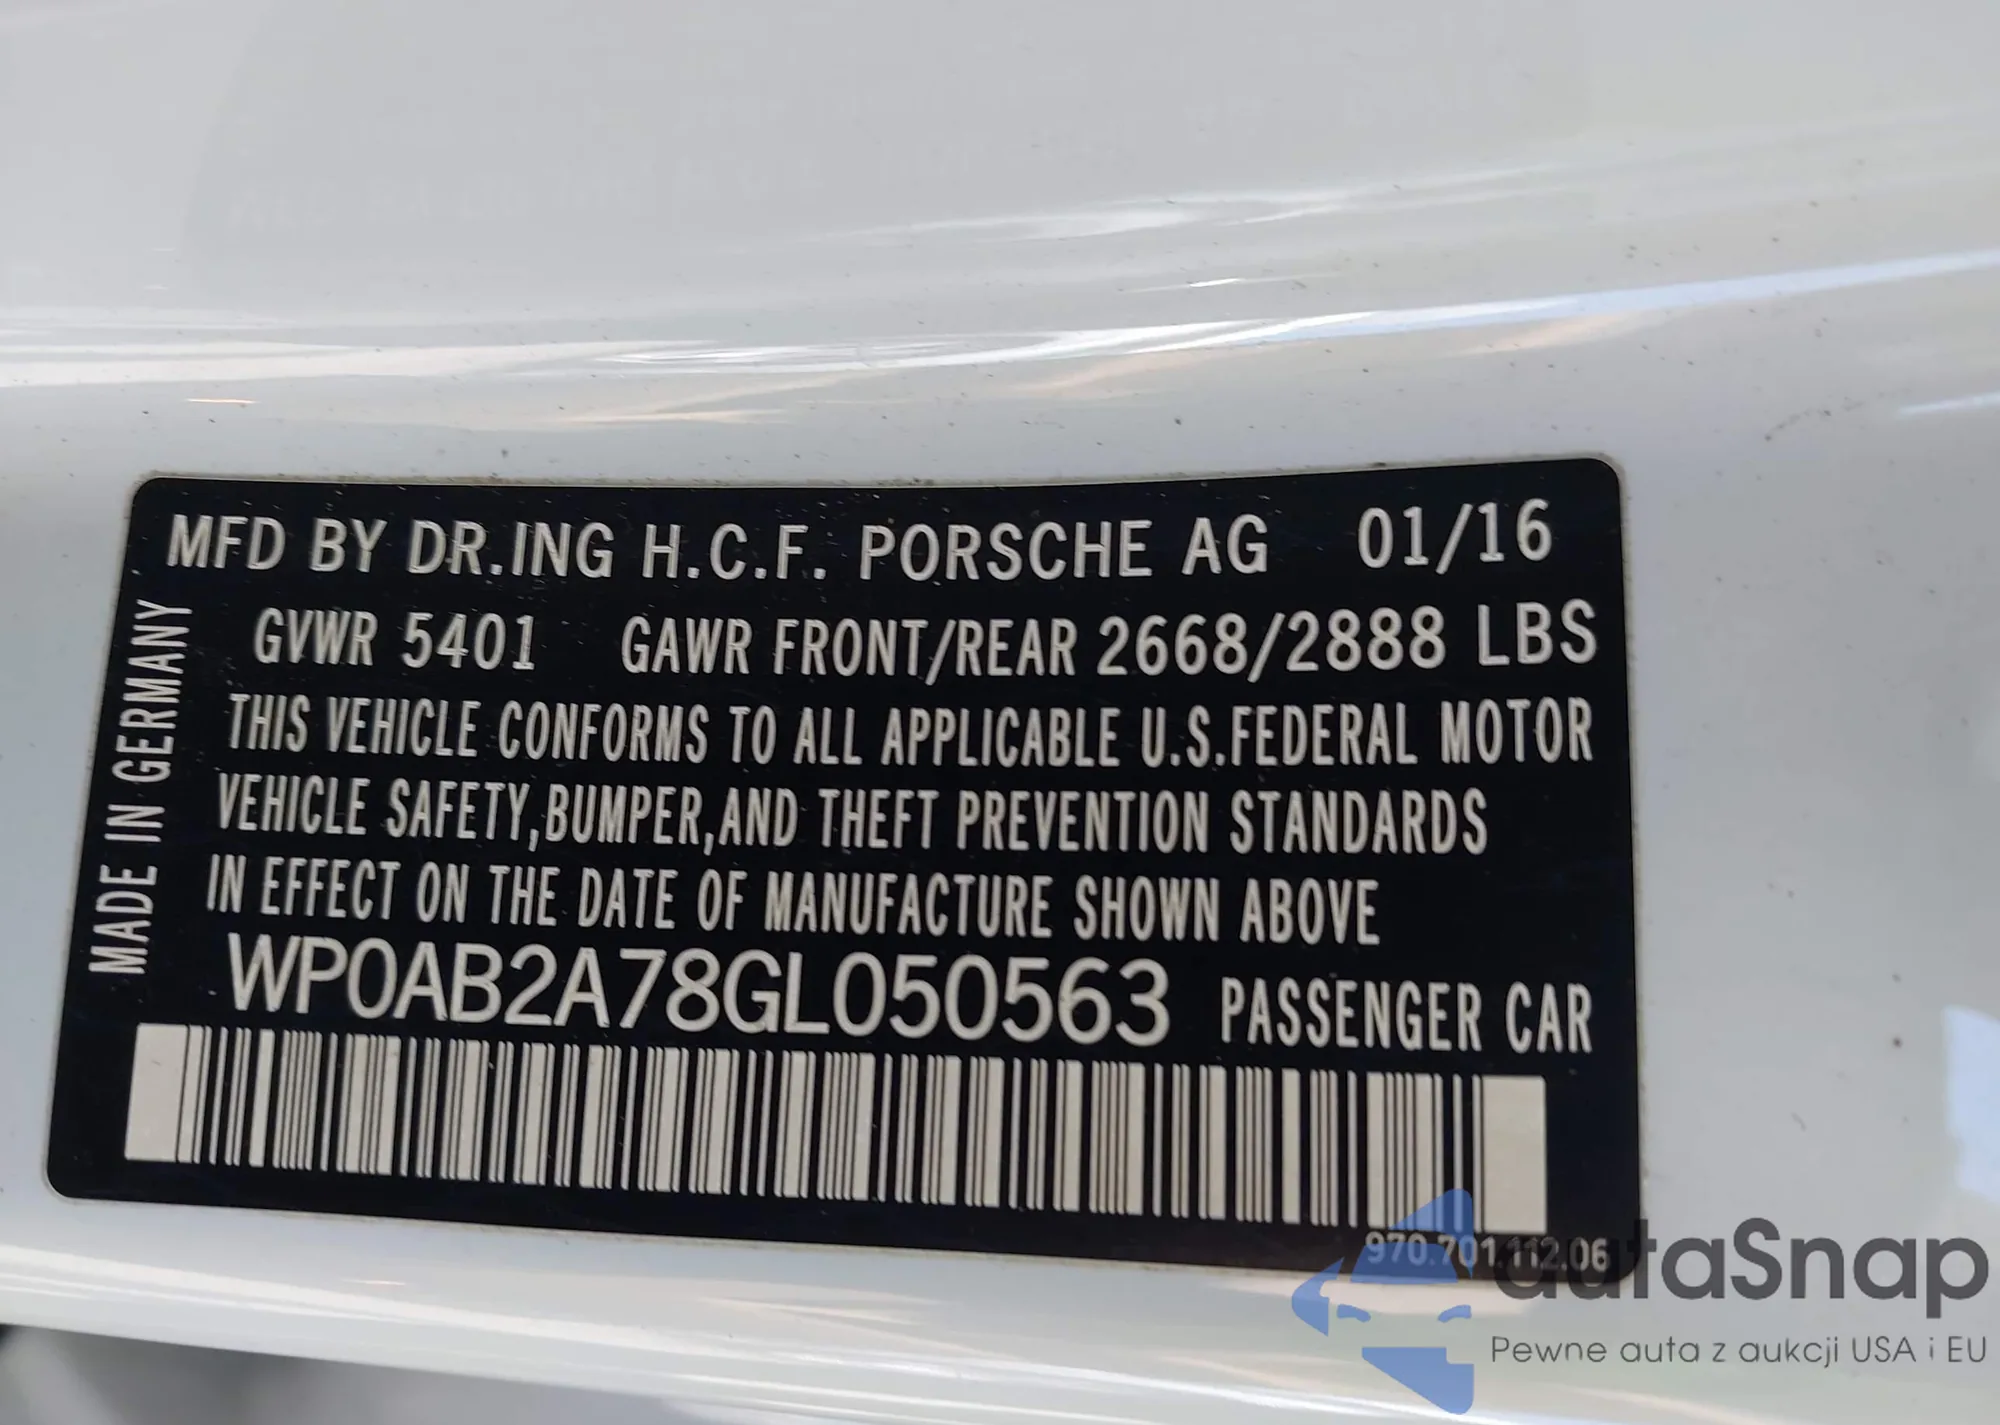 MFD BY DR.ING H.C.F. PORSCHE AG 01/16
GVWR 5401 GAWR FRONT/REAR 2668/2888 LBS
THIS VEHICLE CONFORMS TO ALL APPLICABLE U.S.FEDERAL MOTOR
VEHICLE SAFETY,BUMPER,AND THEFT PREVENTION STANDARDS
IN EFFECT ON THE DATE OF MANUFACTURE SHOWN ABOVE
WP0AB2A78GL050563 PASSENGER CAR
MADE IN GERMANY
970.701.112.06
autaSnap
Pewne auta z aukcji USA i EU